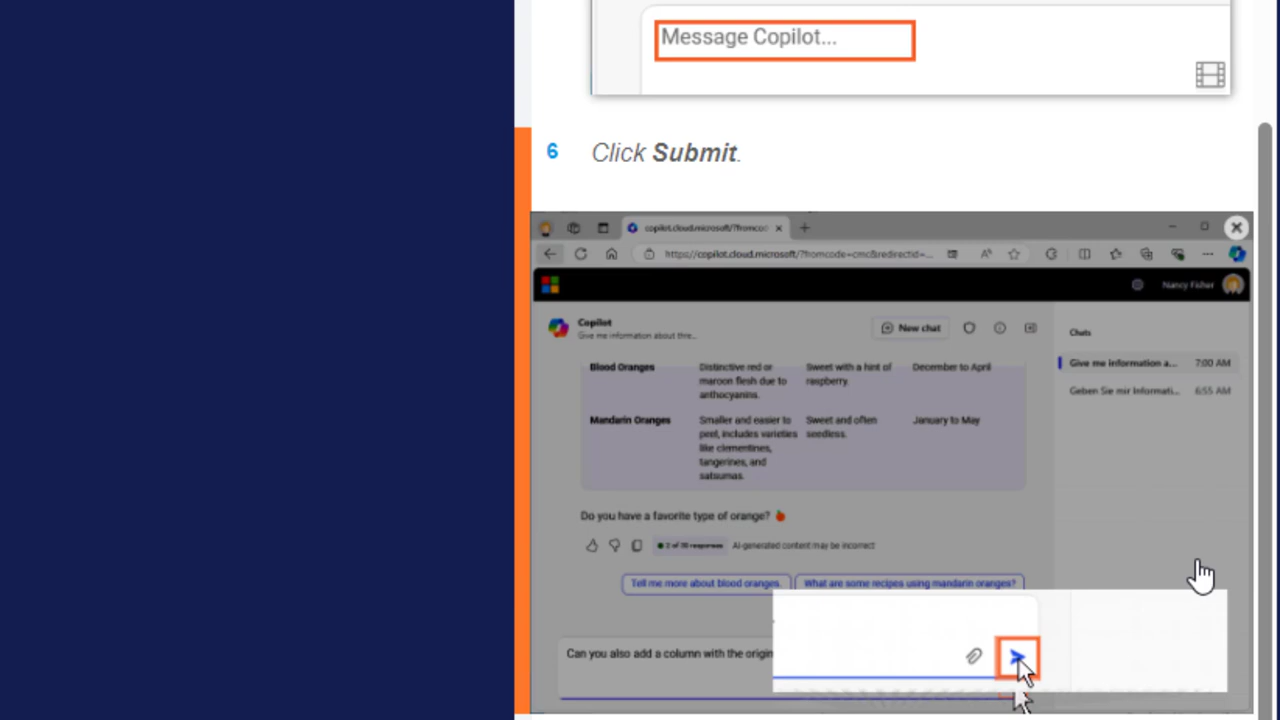 Message Copilot...
6 Click Submit.
copilot.cloud.microsoft/?fromcod
https://copilot.cloud.microsoft/?fromcode=cmc&redirectid=...
Nancy Fisher
Copilot
Give me information about thre...
New chat
Chats
Give me information a... 7:00 AM
Geben Sie mir Informati... 6:55 AM
Blood Oranges
Distinctive red or
maroon flesh due to
anthocyanins.
Sweet with a hint of
raspberry.
December to April
Mandarin Oranges
Smaller and easier to
peel, includes varieties
like clementines,
tangerines, and
satsumas.
Sweet and often
seedless.
January to May
Do you have a favorite type of orange?
2 of 30 responses
AI-generated content may be incorrect
Tell me more about blood oranges.
What are some recipes using mandarin oranges?
Can you also add a column with the origin